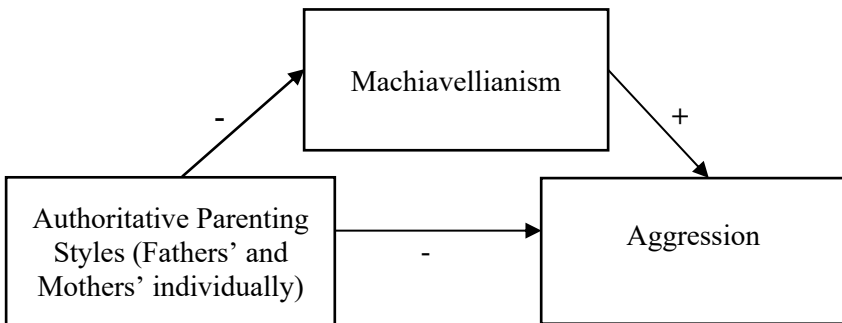 Machiavellianism
-
+
Authoritative Parenting
Styles (Fathers’ and
Mothers’ individually)
-
Aggression